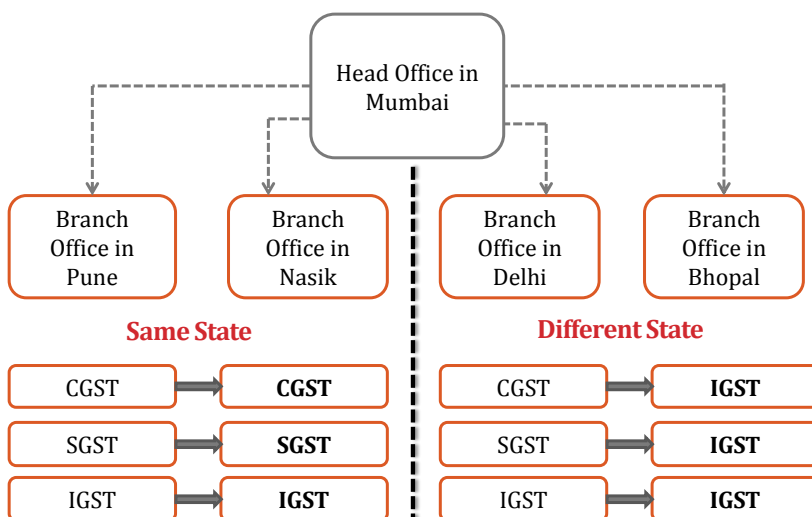 Head Office in
Mumbai
Branch
Office in
Pune
Branch
Office in
Nasik
Branch
Office in
Delhi
Branch
Office in
Bhopal
Same State
Different State
CGST
CGST
CGST
IGST
SGST
SGST
SGST
IGST
IGST
IGST
IGST
IGST